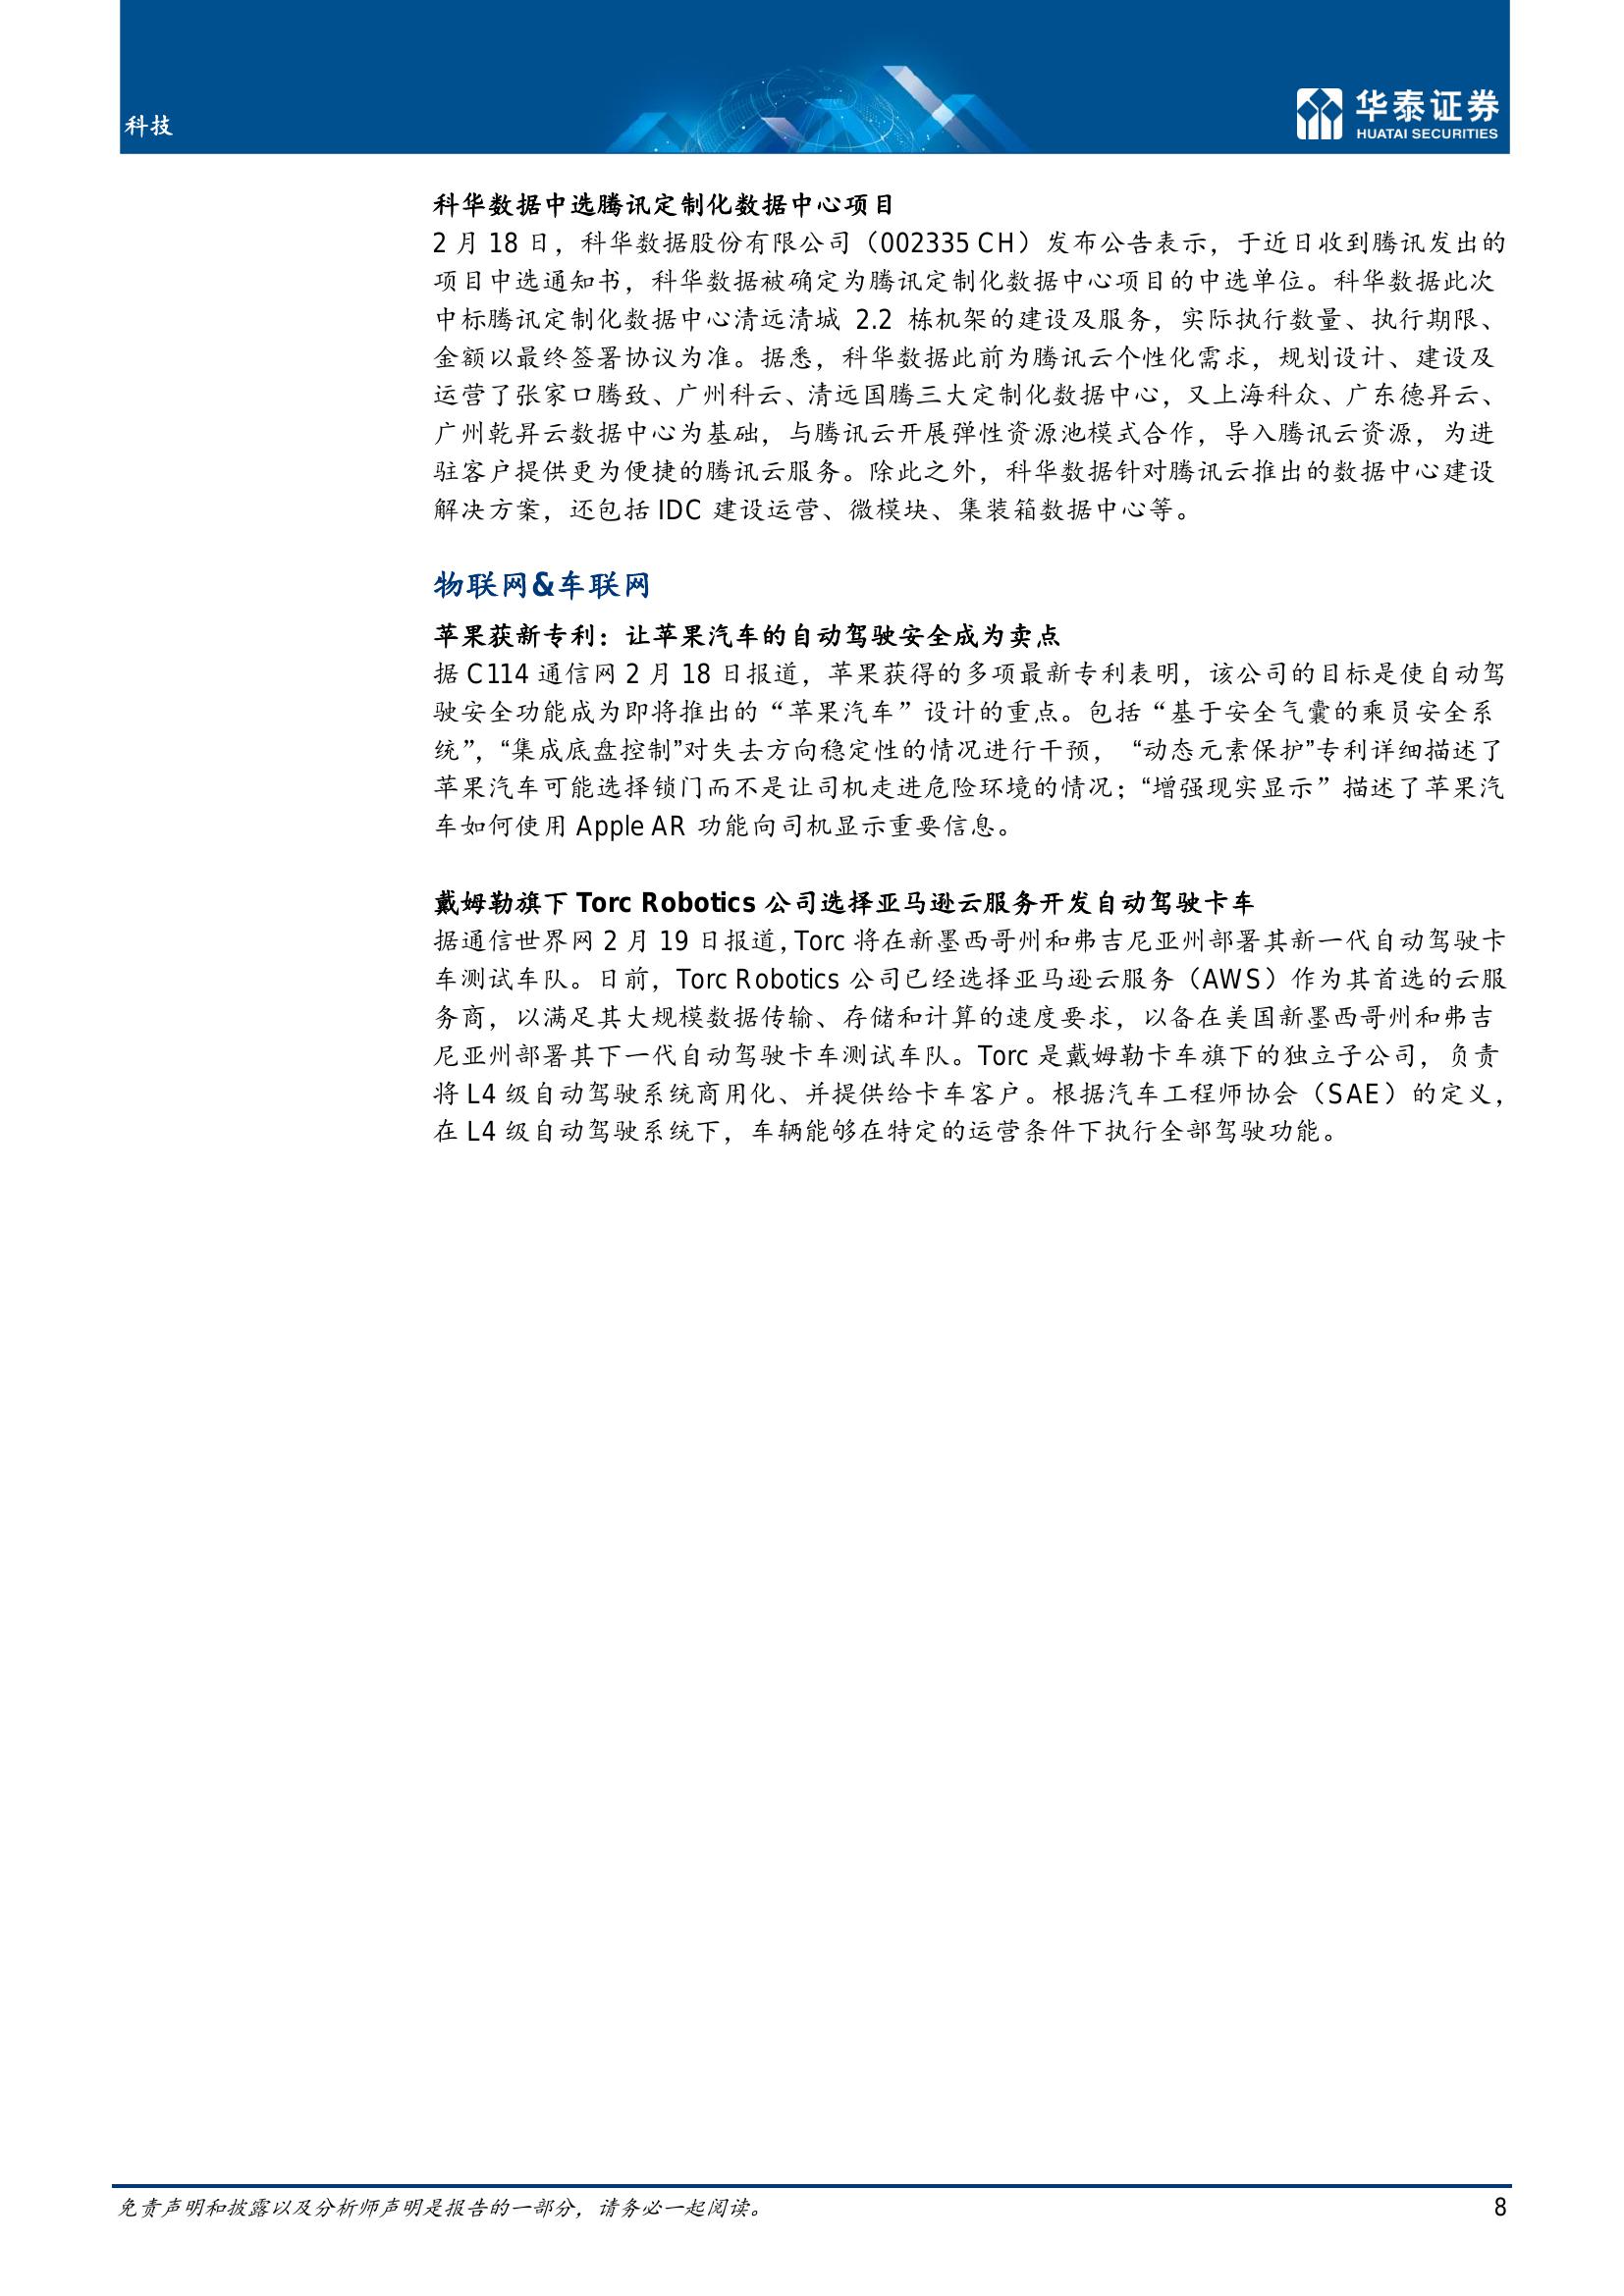 科技
华泰证券
HUATAI SECURITIES
科华数据中选腾讯定制化数据中心项目
2 月 18 日，科华数据股份有限公司（002335 CH）发布公告表示，于近日收到腾讯发出的
项目中选通知书，科华数据被确定为腾讯定制化数据中心项目的中选单位。科华数据此次
中标腾讯定制化数据中心清远清城 2.2 栋机架的建设及服务，实际执行数量、执行期限、
金额以最终签署协议为准。据悉，科华数据此前为腾讯云个性化需求，规划设计、建设及
运营了张家口腾致、广州科云、清远国腾三大定制化数据中心，又上海科众、广东德昇云、
广州乾昇云数据中心为基础，与腾讯云开展弹性资源池模式合作，导入腾讯云资源，为进
驻客户提供更为便捷的腾讯云服务。除此之外，科华数据针对腾讯云推出的数据中心建设
解决方案，还包括 IDC 建设运营、微模块、集装箱数据中心等。
物联网&车联网
苹果获新专利：让苹果汽车的自动驾驶安全成为卖点
据 C114 通信网 2 月 18 日报道，苹果获得的多项最新专利表明，该公司的目标是使自动驾
驶安全功能成为即将推出的“苹果汽车”设计的重点。包括“基于安全气囊的乘员安全系
统”，“集成底盘控制”对失去方向稳定性的情况进行干预， “动态元素保护”专利详细描述了
苹果汽车可能选择锁门而不是让司机走进危险环境的情况；“增强现实显示”描述了苹果汽
车如何使用 Apple AR 功能向司机显示重要信息。
戴姆勒旗下 Torc Robotics 公司选择亚马逊云服务开发自动驾驶卡车
据通信世界网 2 月 19 日报道，Torc 将在新墨西哥州和弗吉尼亚州部署其新一代自动驾驶卡
车测试车队。日前，Torc Robotics 公司已经选择亚马逊云服务（AWS）作为其首选的云服
务商，以满足其大规模数据传输、存储和计算的速度要求，以备在美国新墨西哥州和弗吉
尼亚州部署其下一代自动驾驶卡车测试车队。Torc 是戴姆勒卡车旗下的独立子公司，负责
将 L4 级自动驾驶系统商用化、并提供给卡车客户。根据汽车工程师协会（SAE）的定义，
在 L4 级自动驾驶系统下，车辆能够在特定的运营条件下执行全部驾驶功能。
免责声明和披露以及分析师声明是报告的一部分，请务必一起阅读。
8